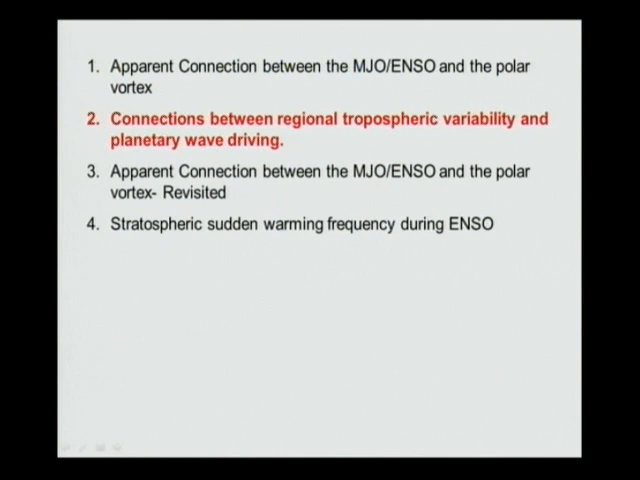 1. Apparent Connection between the MJO/ENSO and the polar
vortex
2. Connections between regional tropospheric variability and
planetary wave driving.
3. Apparent Connection between the MJO/ENSO and the polar
vortex- Revisited
4. Stratospheric sudden warming frequency during ENSO